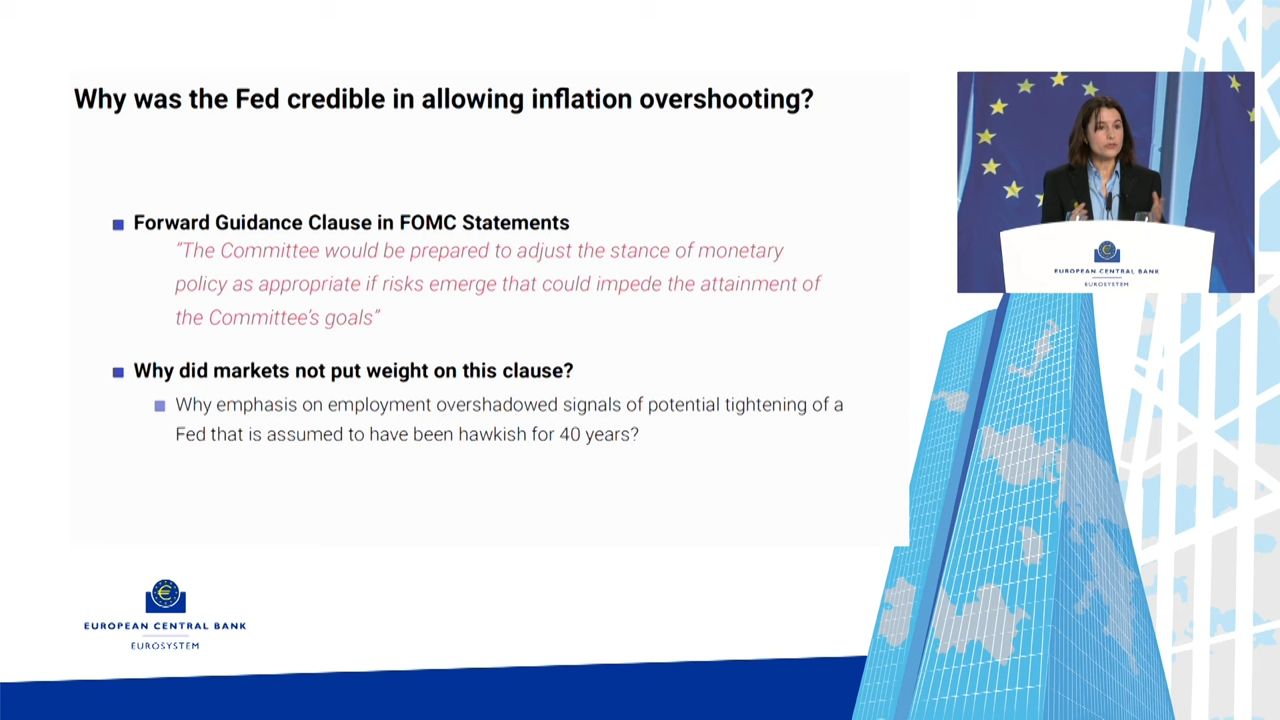 Why was the Fed credible in allowing inflation overshooting?
Forward Guidance Clause in FOMC Statements
"The Committee would be prepared to adjust the stance of monetary
policy as appropriate if risks emerge that could impede the attainment of
the Committee's goals"
Why did markets not put weight on this clause?
Why emphasis on employment overshadowed signals of potential tightening of a
Fed that is assumed to have been hawkish for 40 years?
EUROPEAN CENTRAL BANK
EUROSYSTEM
EUROPEAN CENTRAL BANK
EUROSYSTEM